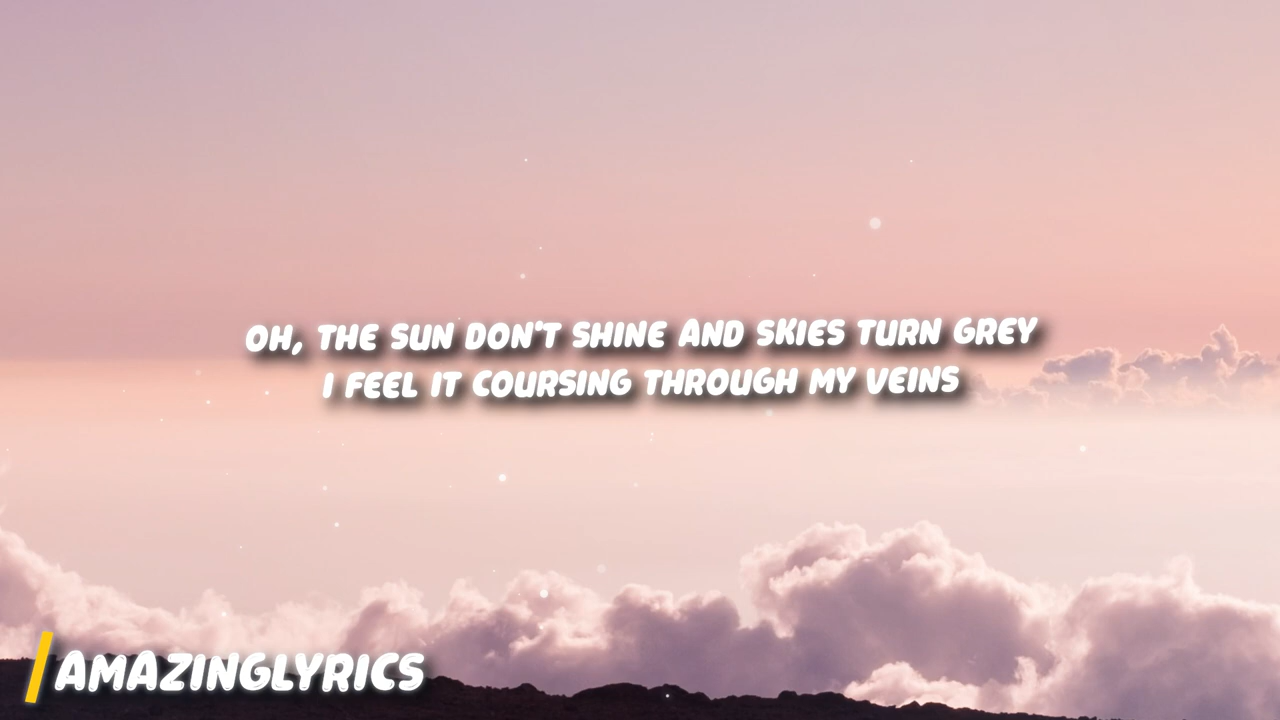 OH, THE SUN DON'T SHINE AND SKIES TURN GREY
I FEEL IT COURSING THROUGH MY VEINS
AMAZINGLYRICS